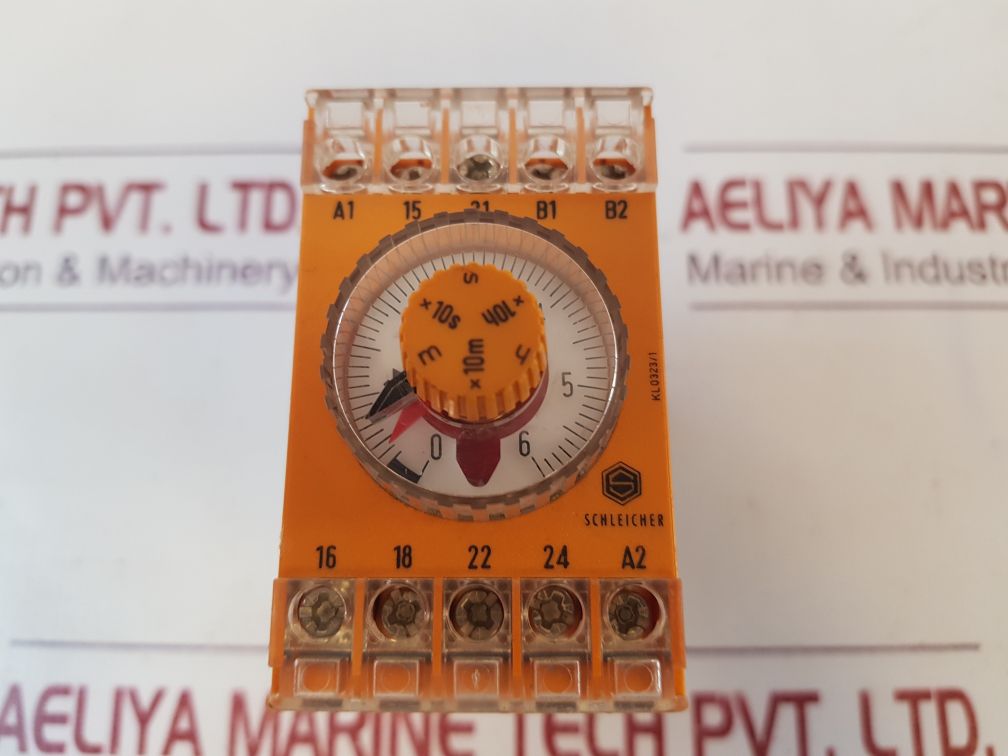 H PVT. LTD
on & Machinery
AELIYA MAR
Marine & Industr
A1 15 21 B1 B2
s
×10s
×10h
m
h
×10m
5
0
6
KL0323/1
S
SCHLEICHER
16 18 22 24 A2
AELIYA MARINE TECH PVT. LTD.